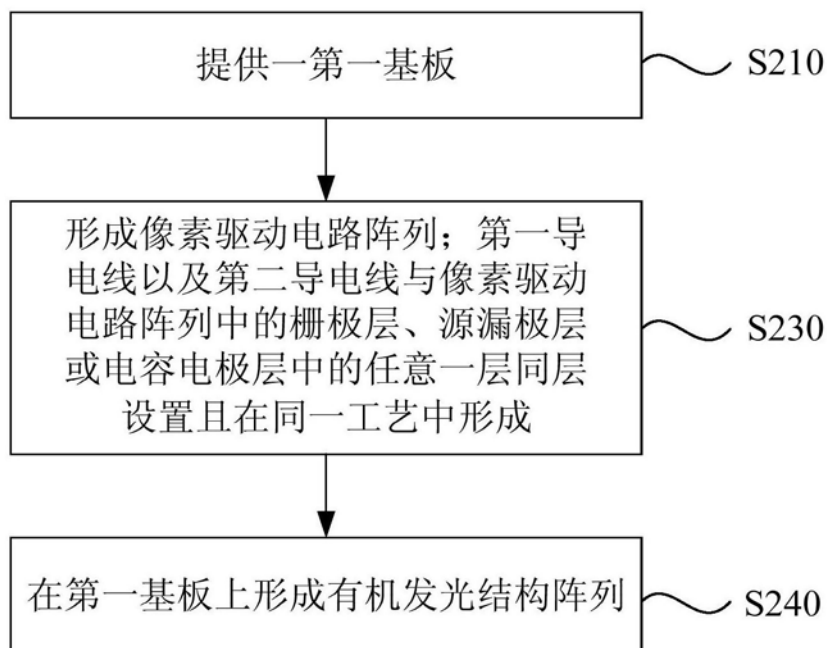 提供一第一基板
S210
形成像素驱动电路阵列；第一导
电线以及第二导电线与像素驱动
电路阵列中的栅极层、源漏极层
或电容电极层中的任意一层同层
设置且在同一工艺中形成
S230
在第一基板上形成有机发光结构阵列
S240